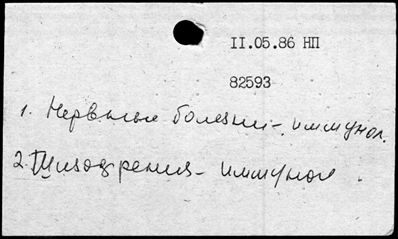 II.05.86 НП
82593
1. Нервные болезни - иммунол.
2. Шизофрения - иммунол